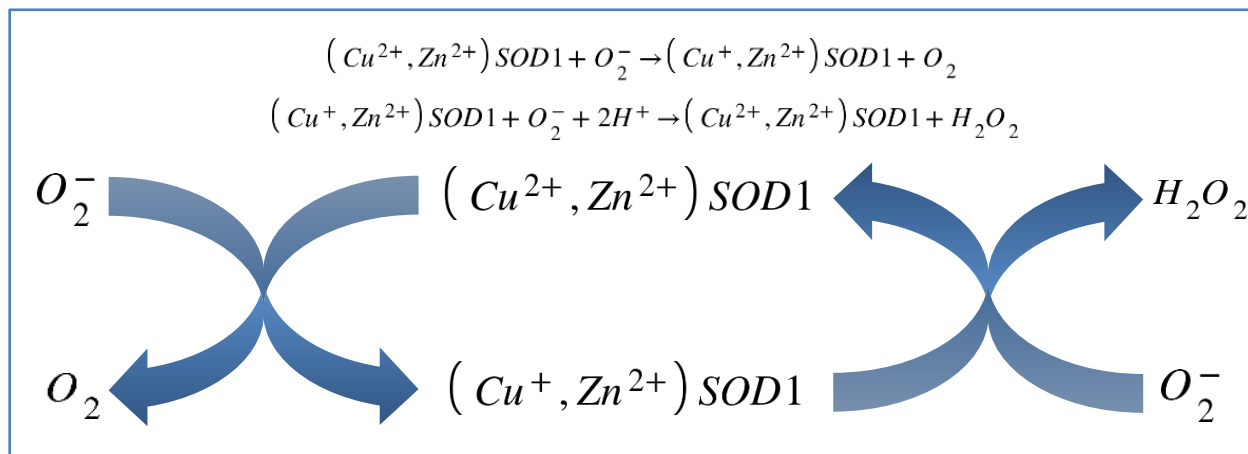 (Cu²⁺,Zn²⁺)SOD1+ O₂⁻→(Cu⁺,Zn²⁺)SOD1+ O₂
(Cu⁺,Zn²⁺)SOD1+ O₂⁻+ 2H⁺→(Cu²⁺,Zn²⁺)SOD1+ H₂O₂
O₂⁻ (Cu²⁺,Zn²⁺)SOD1 H₂O₂
O₂ (Cu⁺,Zn²⁺)SOD1 O₂⁻